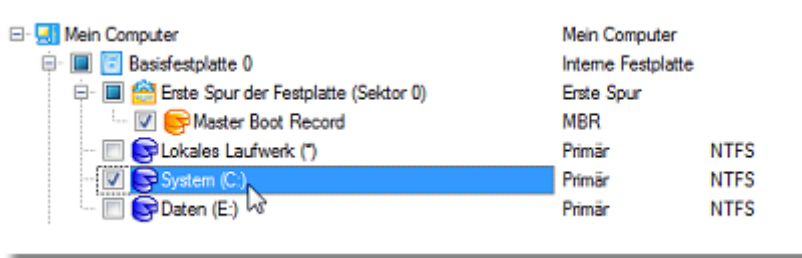 Mein Computer Mein Computer
Basisfestplatte 0 Interne Festplatte
Erste Spur der Festplatte (Sektor 0) Erste Spur
Master Boot Record MBR
Lokales Laufwerk (*) Primär NTFS
System (C:) Primär NTFS
Daten (E:) Primär NTFS